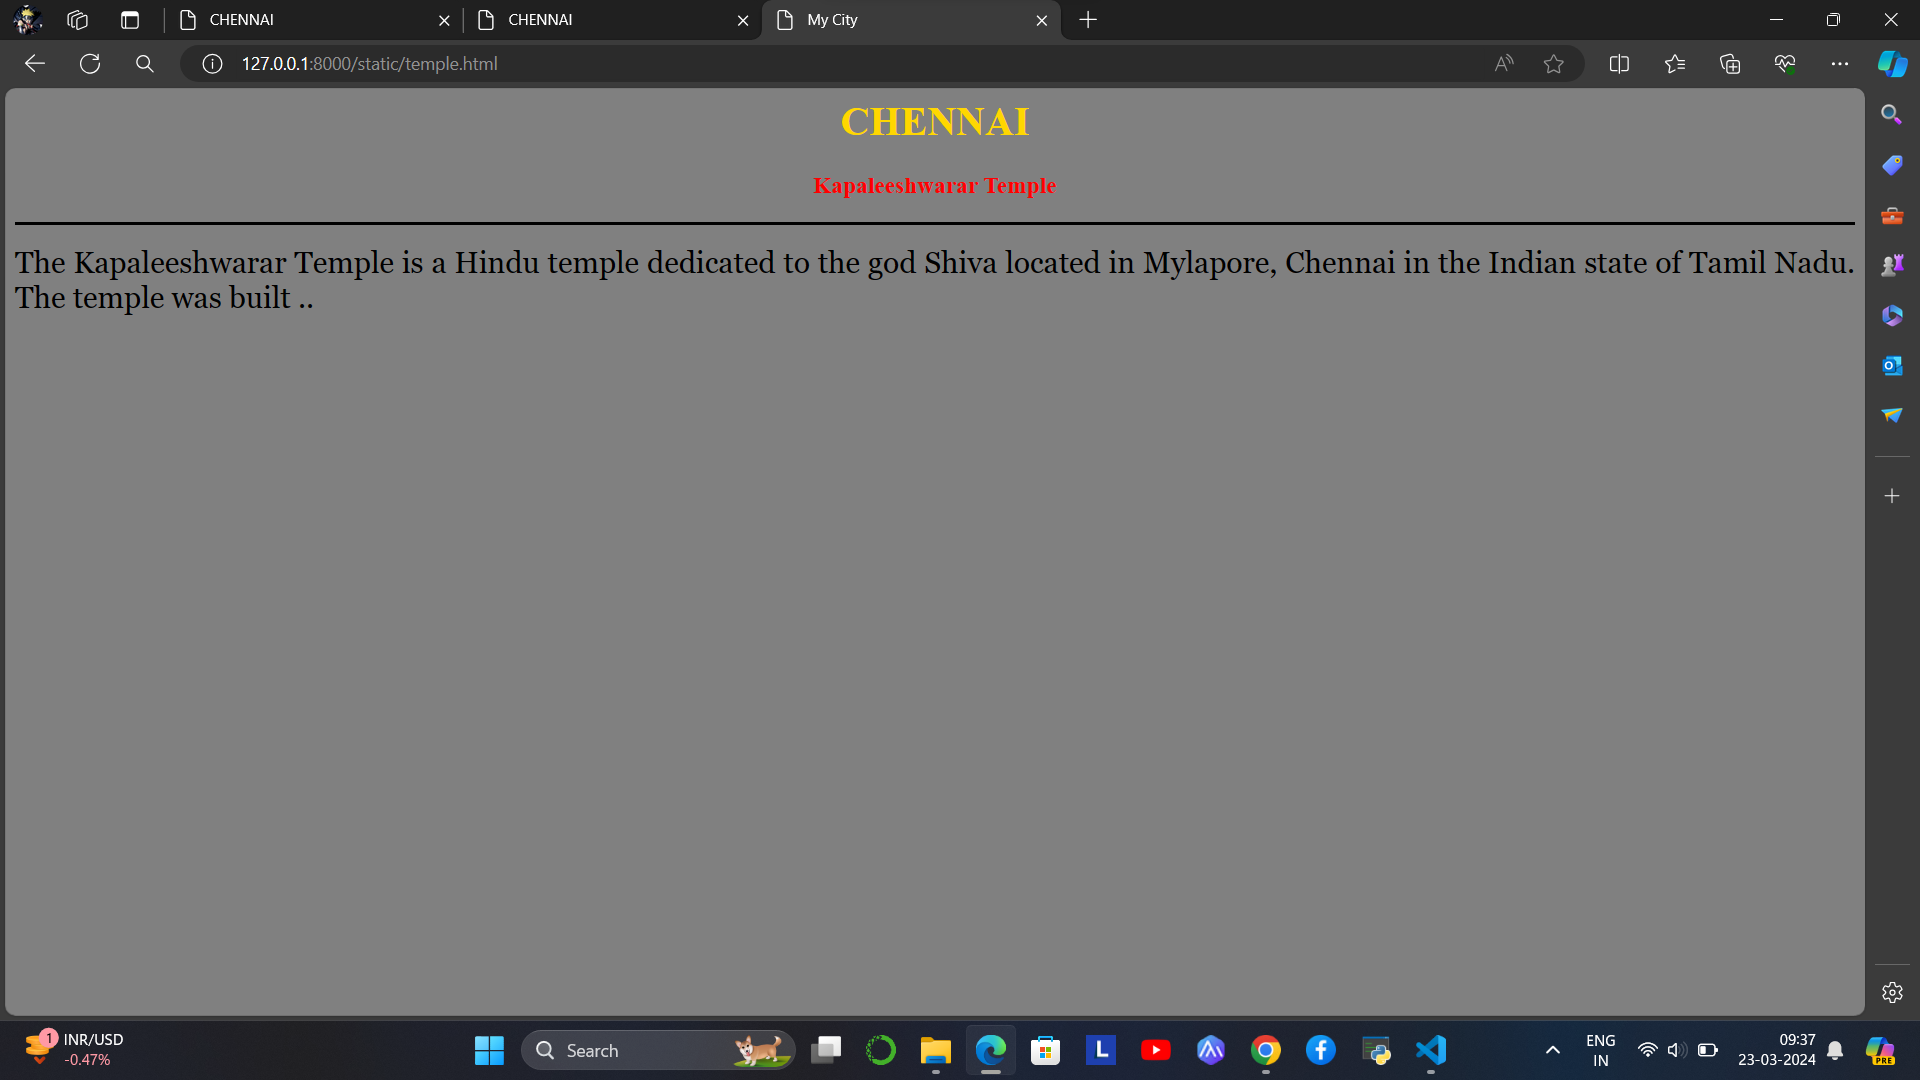 CHENNAI
CHENNAI
My City
127.0.0.1:8000/static/temple.html
CHENNAI
Kapaleeshwarar Temple
The Kapaleeshwarar Temple is a Hindu temple dedicated to the god Shiva located in Mylapore, Chennai in the Indian state of Tamil Nadu.
The temple was built ..
1
INR/USD
-0.47%
Search
L
ENG
IN
09:37
23-03-2024
PRE